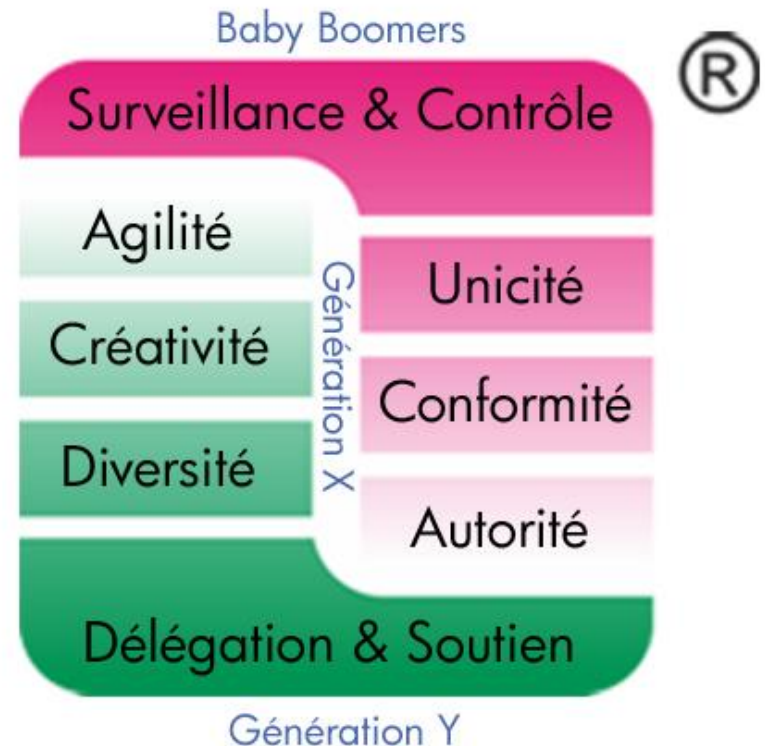 Baby Boomers
®
Surveillance & Contrôle
Agilité
Créativité
Diversité
Génération X
Unicité
Conformité
Autorité
Délégation & Soutien
Génération Y